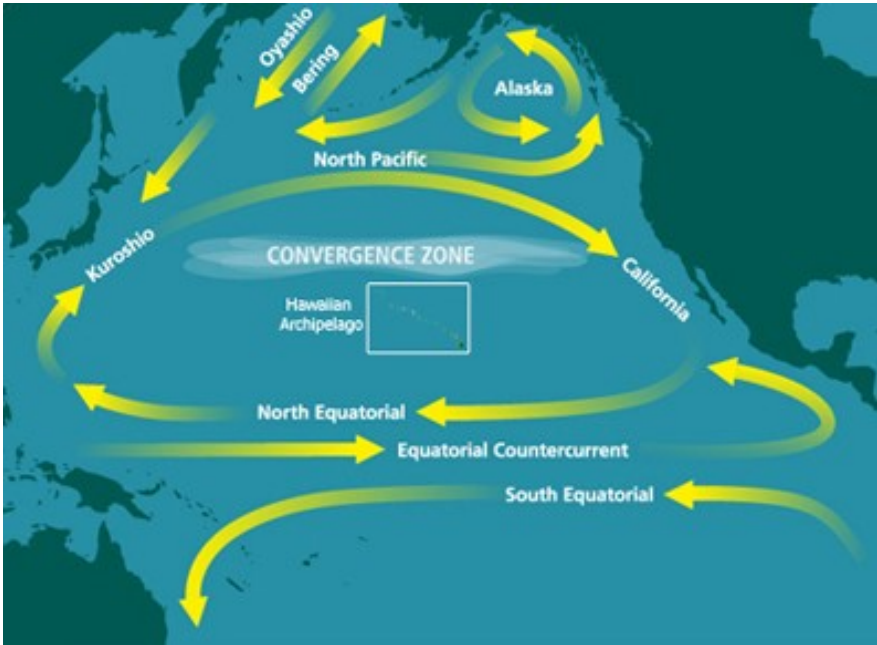 Oyashio
Bering
Alaska
North Pacific
Kuroshio
CONVERGENCE ZONE
California
Hawaiian
Archipelago
North Equatorial
Equatorial Countercurrent
South Equatorial